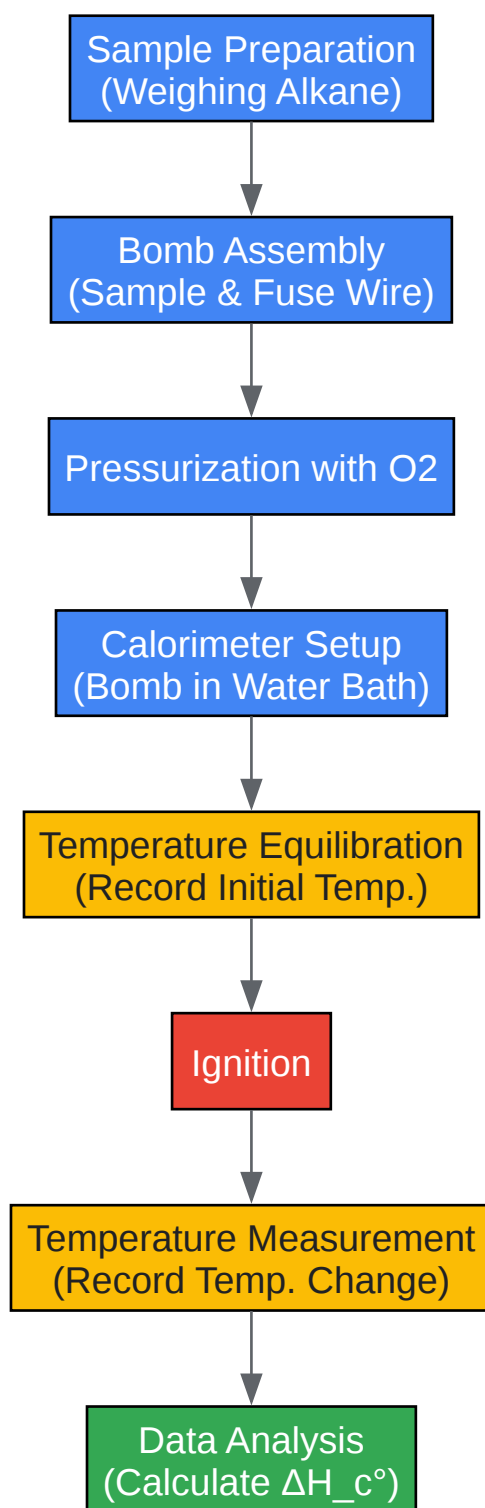 Sample Preparation
(Weighing Alkane)
Bomb Assembly
(Sample & Fuse Wire)
Pressurization with O2
Calorimeter Setup
(Bomb in Water Bath)
Temperature Equilibration
(Record Initial Temp.)
Ignition
Temperature Measurement
(Record Temp. Change)
Data Analysis
(Calculate ΔH_c°)